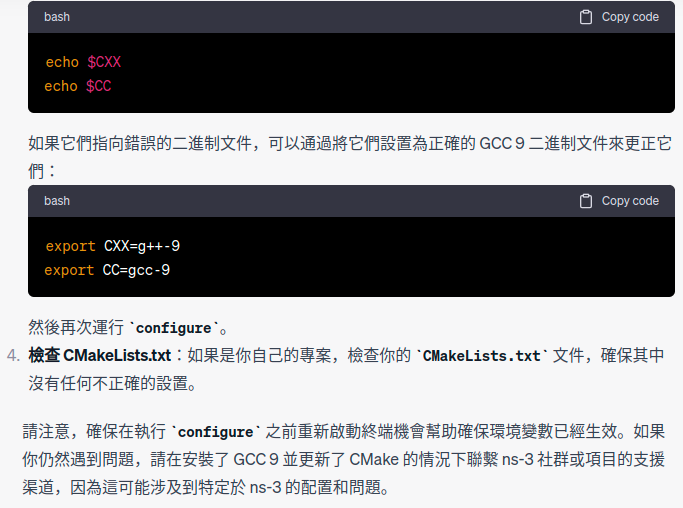 bash Copy code
echo $CXX
echo $CC
如果它們指向錯誤的二進制文件，可以通過將它們設置為正確的 GCC 9 二進制文件來更正它
們：
bash Copy code
export CXX=g++-9
export CC=gcc-9
然後再次運行 `configure`。
4. 檢查 CMakeLists.txt：如果是你自己的專案，檢查你的 `CMakeLists.txt` 文件，確保其中
沒有任何不正確的設置。
請注意，確保在執行 `configure` 之前重新啟動終端機會幫助確保環境變數已經生效。如果
你仍然遇到問題，請在安裝了 GCC 9 並更新了 CMake 的情況下聯繫 ns-3 社群或項目的支援
渠道，因為這可能涉及到特定於 ns-3 的配置和問題。